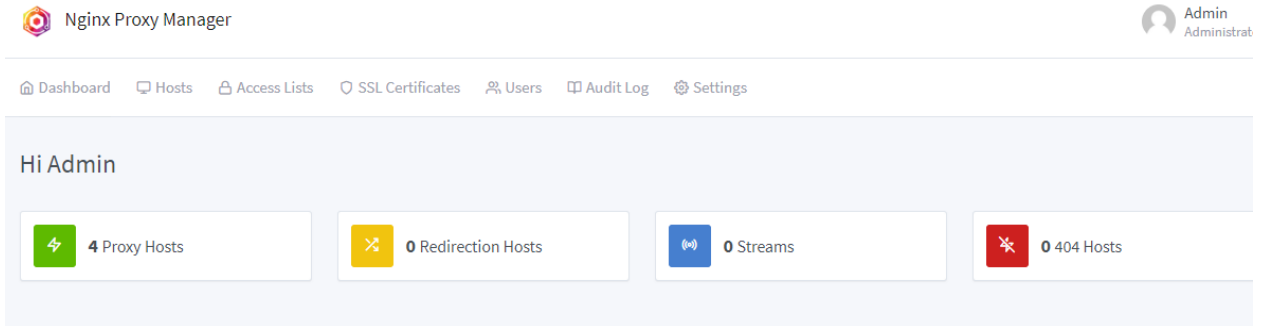 Nginx Proxy Manager
Admin
Administrat
Dashboard Hosts Access Lists SSL Certificates Users Audit Log Settings
Hi Admin
4 Proxy Hosts 0 Redirection Hosts 0 Streams 0 404 Hosts